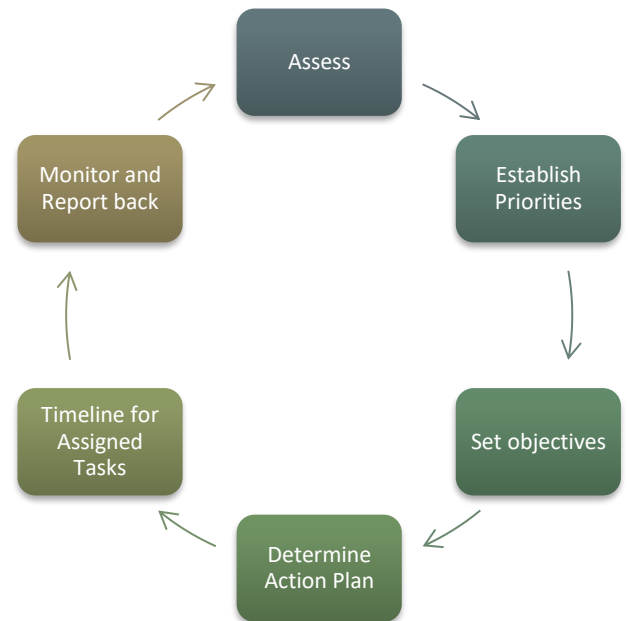 Assess
Establish
Priorities
Set objectives
Determine
Action Plan
Timeline for
Assigned
Tasks
Monitor and
Report back